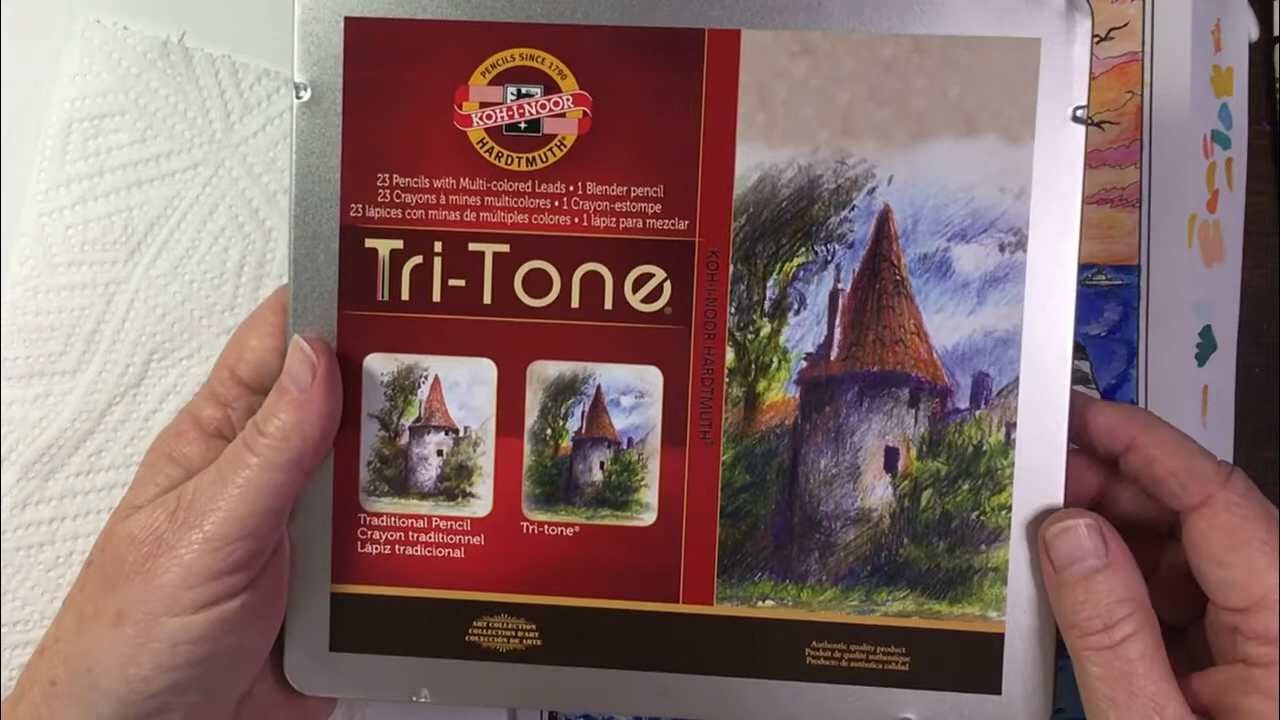 PENCILS SINCE 1790
KOH-I-NOOR
HARDTMUTH®
23 Pencils with Multi-colored Leads • 1 Blender pencil
23 Crayons à mines multicolores • 1 Crayon-estompe
23 lápices con minas de múltiples colores • 1 lápiz para mezclar
Tri-Tone®
Traditional Pencil
Crayon traditionnel
Lápiz tradicional
Tri-tone®
KOH-I-NOOR HARDTMUTH®
ART COLLECTION
COLLECTION D'ART
COLECCIÓN DE ARTE
Authentic quality product
Produit de qualité authentique
Producto de auténtica calidad